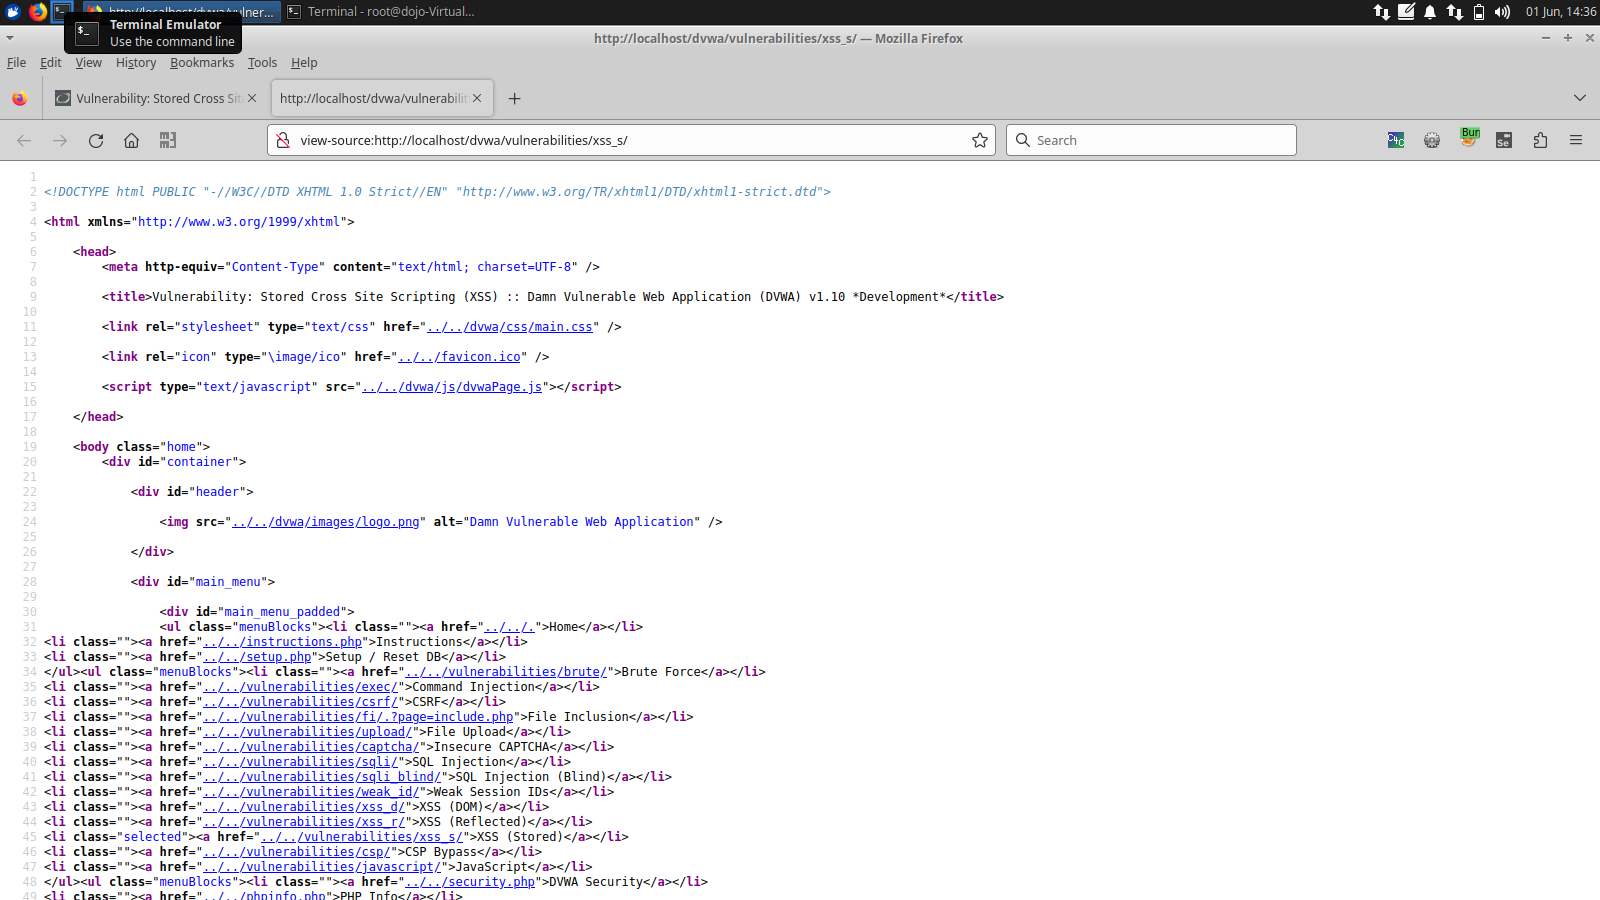 http://localhost/dvwa/vulner...
Terminal - root@dojo-Virtual...
01 Jun, 14:36
Terminal Emulator
Use the command line
http://localhost/dvwa/vulnerabilities/xss_s/ — Mozilla Firefox
File Edit View History Bookmarks Tools Help
Vulnerability: Stored Cross Sit
http://localhost/dvwa/vulnerabilit
view-source:http://localhost/dvwa/vulnerabilities/xss_s/
Search
Bur
Se
1
2 <!DOCTYPE html PUBLIC "-//W3C//DTD XHTML 1.0 Strict//EN" "http://www.w3.org/TR/xhtml1/DTD/xhtml1-strict.dtd">
3
4 <html xmlns="http://www.w3.org/1999/xhtml">
5
6 <head>
7 <meta http-equiv="Content-Type" content="text/html; charset=UTF-8" />
8
9 <title>Vulnerability: Stored Cross Site Scripting (XSS) :: Damn Vulnerable Web Application (DVWA) v1.10 *Development*</title>
10
11 <link rel="stylesheet" type="text/css" href="../../dvwa/css/main.css" />
12
13 <link rel="icon" type="\image/ico" href="../../favicon.ico" />
14
15 <script type="text/javascript" src="../../dvwa/js/dvwaPage.js"></script>
16
17 </head>
18
19 <body class="home">
20 <div id="container">
21
22 <div id="header">
23
24 <img src="../../dvwa/images/logo.png" alt="Damn Vulnerable Web Application" />
25
26 </div>
27
28 <div id="main_menu">
29
30 <div id="main_menu_padded">
31 <ul class="menuBlocks"><li class=""><a href="../../.">Home</a></li>
32 <li class=""><a href="../../instructions.php">Instructions</a></li>
33 <li class=""><a href="../../setup.php">Setup / Reset DB</a></li>
34 </ul><ul class="menuBlocks"><li class=""><a href="../../vulnerabilities/brute/">Brute Force</a></li>
35 <li class=""><a href="../../vulnerabilities/exec/">Command Injection</a></li>
36 <li class=""><a href="../../vulnerabilities/csrf/">CSRF</a></li>
37 <li class=""><a href="../../vulnerabilities/fi/.?page=include.php">File Inclusion</a></li>
38 <li class=""><a href="../../vulnerabilities/upload/">File Upload</a></li>
39 <li class=""><a href="../../vulnerabilities/captcha/">Insecure CAPTCHA</a></li>
40 <li class=""><a href="../../vulnerabilities/sqli/">SQL Injection</a></li>
41 <li class=""><a href="../../vulnerabilities/sqli_blind/">SQL Injection (Blind)</a></li>
42 <li class=""><a href="../../vulnerabilities/weak_id/">Weak Session IDs</a></li>
43 <li class=""><a href="../../vulnerabilities/xss_d/">XSS (DOM)</a></li>
44 <li class=""><a href="../../vulnerabilities/xss_r/">XSS (Reflected)</a></li>
45 <li class="selected"><a href="../../vulnerabilities/xss_s/">XSS (Stored)</a></li>
46 <li class=""><a href="../../vulnerabilities/csp/">CSP Bypass</a></li>
47 <li class=""><a href="../../vulnerabilities/javascript/">JavaScript</a></li>
48 </ul><ul class="menuBlocks"><li class=""><a href="../../security.php">DVWA Security</a></li>
49 <li class=""><a href="../../phpinfo.php">PHP Info</a></li>